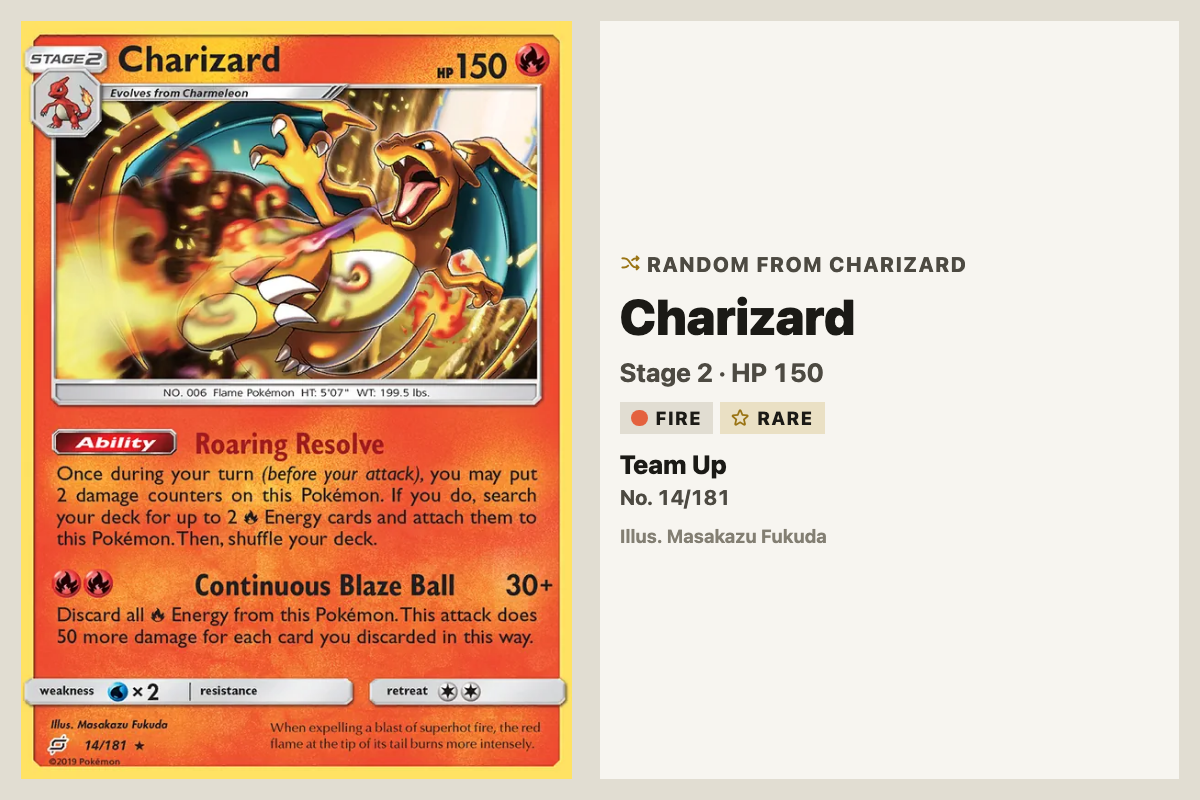 STAGE2
Charizard
HP150
Evolves from Charmeleon
NO. 006 Flame Pokémon HT: 5'07" WT: 199.5 lbs.
Ability
Roaring Resolve
Once during your turn (before your attack), you may put
2 damage counters on this Pokémon. If you do, search
your deck for up to 2 Energy cards and attach them to
this Pokémon. Then, shuffle your deck.
Continuous Blaze Ball 30+
Discard all Energy from this Pokémon. This attack does
50 more damage for each card you discarded in this way.
weakness ×2 resistance
retreat
Illus. Masakazu Fukuda
14/181 ★
©2019 Pokémon
When expelling a blast of superhot fire, the red
flame at the tip of its tail burns more intensely.
RANDOM FROM CHARIZARD
Charizard
Stage 2 · HP 150
FIRE
RARE
Team Up
No. 14/181
Illus. Masakazu Fukuda